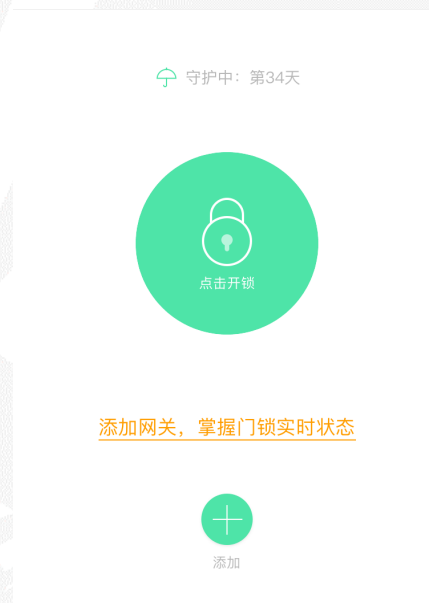 守护中：第34天
点击开锁
添加网关，掌握门锁实时状态
添加